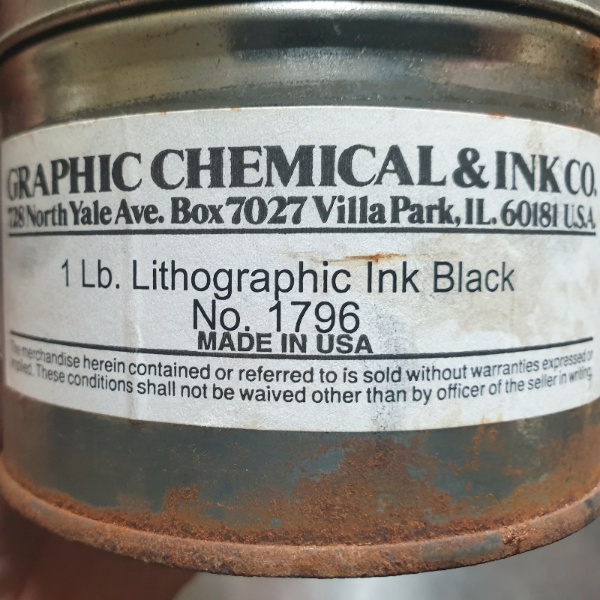 GRAPHIC CHEMICAL & INK CO.
728 North Yale Ave. Box 7027 Villa Park, IL. 60181 U.S.A.
1 Lb. Lithographic Ink Black
No. 1796
MADE IN USA
The merchandise herein contained or referred to is sold without warranties expressed or
implied. These conditions shall not be waived other than by officer of the seller in writing.